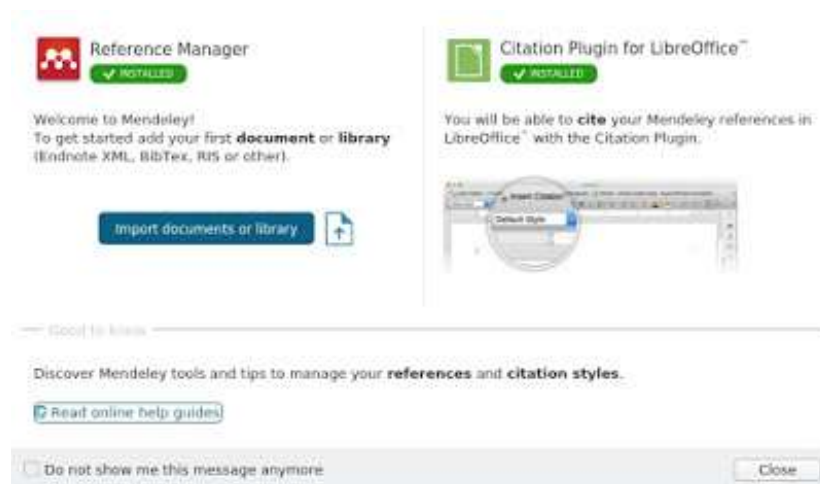 Reference Manager
INSTALLED
Welcome to Mendeley!
To get started add your first document or library
(Endnote XML, BibTex, RIS or other).
Import documents or library
Citation Plugin for LibreOffice™
INSTALLED
You will be able to cite your Mendeley references in
LibreOffice™ with the Citation Plugin.
Insert Citation
Default Style
Good to know
Discover Mendeley tools and tips to manage your references and citation styles.
Read online help guides
Do not show me this message anymore
Close